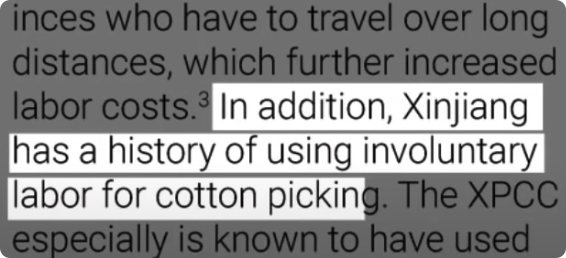 inces who have to travel over long
distances, which further increased
labor costs.³ In addition, Xinjiang
has a history of using involuntary
labor for cotton picking. The XPCC
especially is known to have used